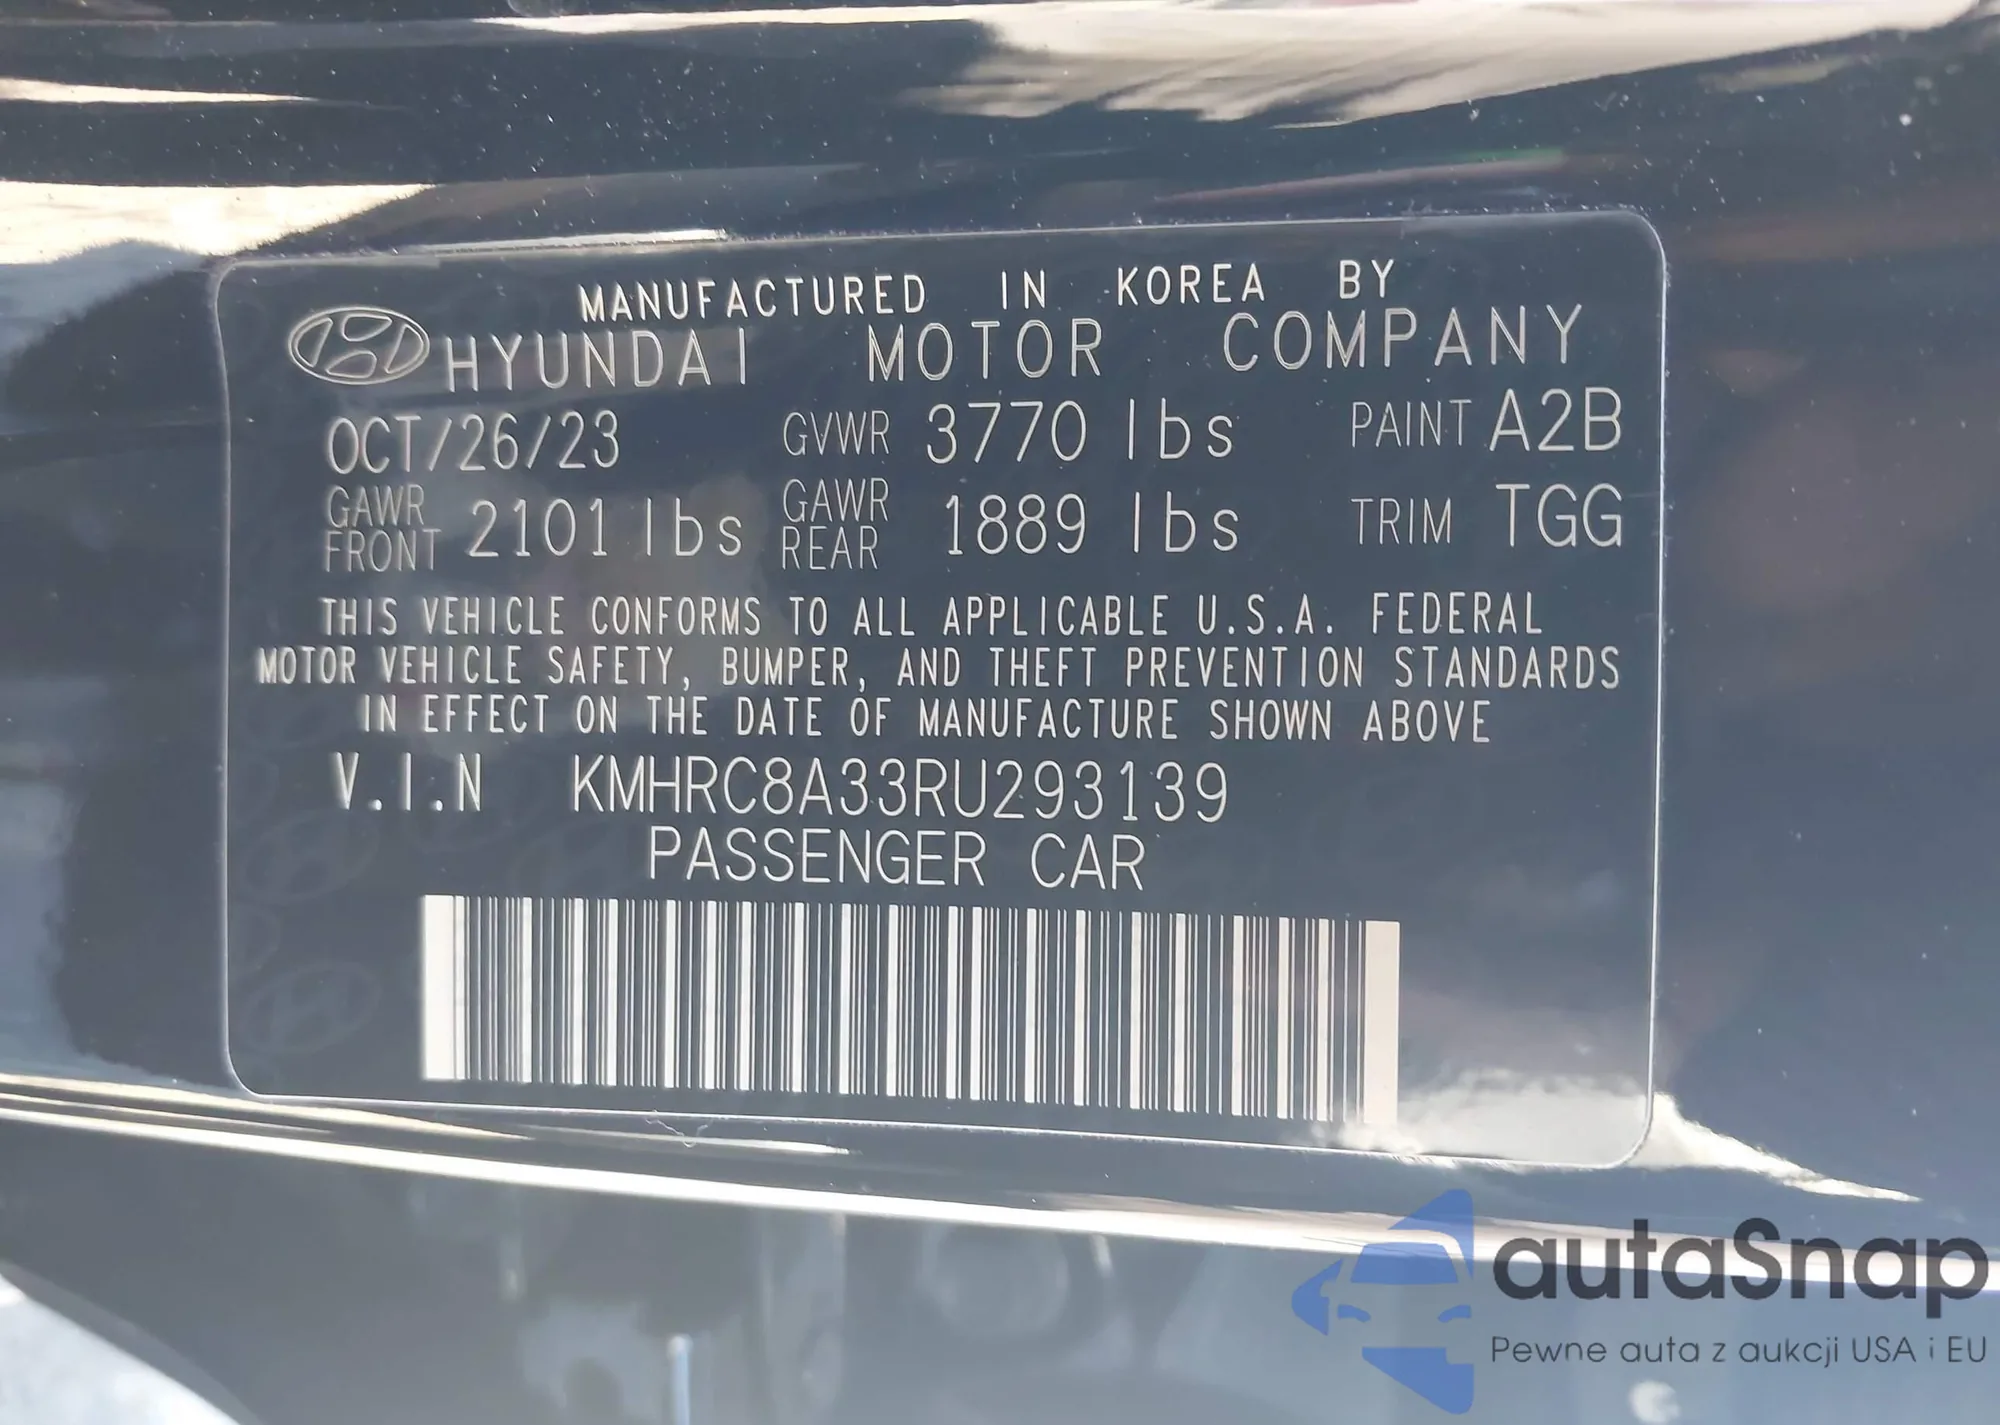 MANUFACTURED IN KOREA BY
HYUNDAI MOTOR COMPANY
OCT/26/23 GVWR 3770 lbs PAINT A2B
GAWR FRONT 2101 lbs GAWR REAR 1889 lbs TRIM TGG
THIS VEHICLE CONFORMS TO ALL APPLICABLE U.S.A. FEDERAL
MOTOR VEHICLE SAFETY, BUMPER, AND THEFT PREVENTION STANDARDS
IN EFFECT ON THE DATE OF MANUFACTURE SHOWN ABOVE
V.I.N KMHRC8A33RU293139
PASSENGER CAR
autaSnap
Pewne auta z aukcji USA i EU